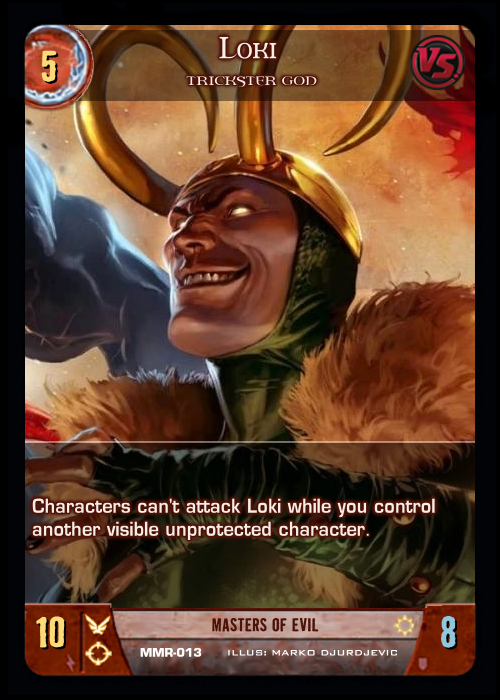 5
Loki
TRICKSTER GOD
VS
Characters can't attack Loki while you control
another visible unprotected character.
10
MASTERS OF EVIL
8
MMR-013 ILLUS: MARKO DJURDJEVIC